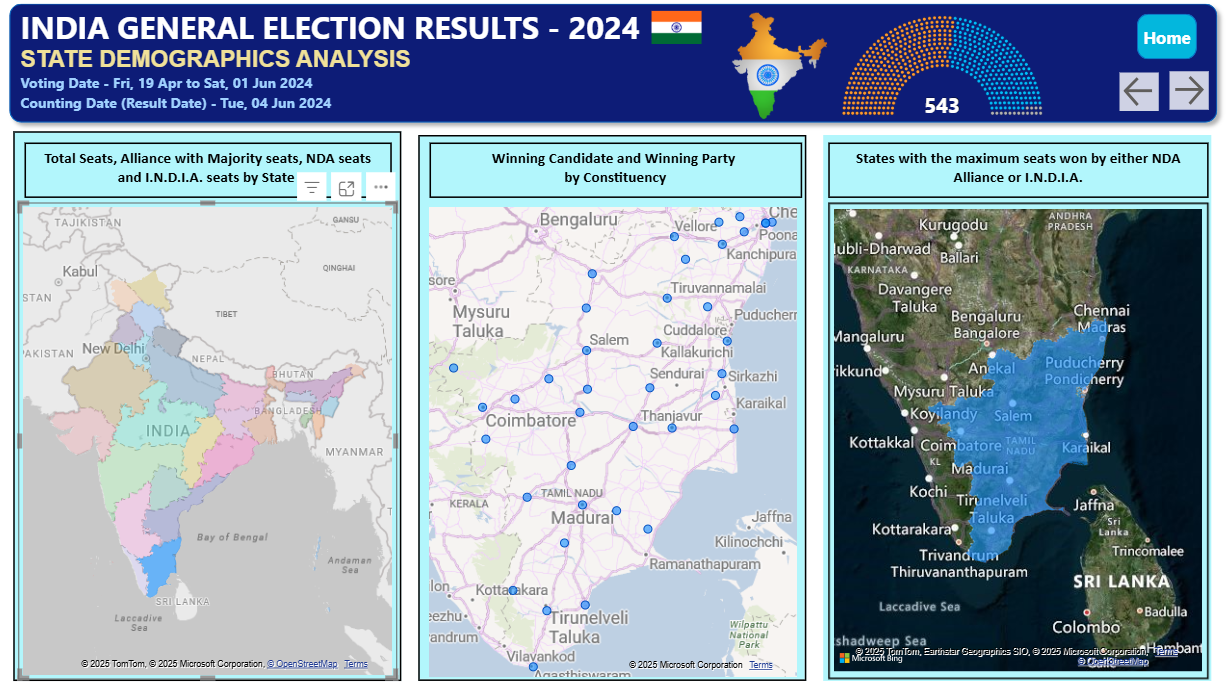 INDIA GENERAL ELECTION RESULTS - 2024
STATE DEMOGRAPHICS ANALYSIS
Voting Date - Fri, 19 Apr to Sat, 01 Jun 2024
Counting Date (Result Date) - Tue, 04 Jun 2024
543
Home
Total Seats, Alliance with Majority seats, NDA seats
and I.N.D.I.A. seats by State
TAJIKISTAN
GANSU
Kabul
QINGHAI
STAN
TIBET
AKISTAN
New Delhi
NEPAL
BHUTAN
BANGLADESH
INDIA
MYANMAR
Bay of Bengal
Andaman
Sea
SRI LANKA
Laccadive
Sea
© 2025 TomTom, © 2025 Microsoft Corporation, © OpenStreetMap Terms
Winning Candidate and Winning Party
by Constituency
Bengaluru
Vellore
Che
Poona
Kanchipura
sore
Mysuru
Taluka
Tiruvannamalai
Puducherr
Salem
Cuddalore
Kallakurichi
Sendurai
Sirkazhi
Karaikal
Coimbatore
Thanjavur
TAMIL NADU
KERALA
Madurai
Jaffna
Kilinochchi
Ramanathapuram
lon
Kottarakara
eezhu
andrum
Tirunelveli
Taluka
Wilpattu
National
Park
Vilavankod
Agasthiswaram
© 2025 Microsoft Corporation Terms
States with the maximum seats won by either NDA
Alliance or I.N.D.I.A.
Kurugodu
ANDHRA
PRADESH
lubli-Dharwad
Ballari
KARNATAKA
Davangere
Taluka
Bengaluru
Bangalore
Chennai
Madras
Mangaluru
Anekal
Puducherry
Pondicherry
rikkund
Mysuru Taluka
Koyilandy
Salem
Kottakkal
Coimbatore
TAMIL
NADU
Karaikal
KL
Madurai
Kochi
Tirunelveli
Taluka
Jaffna
Sri
Lanka
Kottarakara
Trincomalee
Trivandrum
Thiruvananthapuram
SRI LANKA
Laccadive Sea
Badulla
Colombo
shadweep Sea
Hambant
Galle
Microsoft Bing
© 2025 TomTom, Earthstar Geographics SIO, © 2025 Microsoft Corporation, Terms
© OpenStreetMap